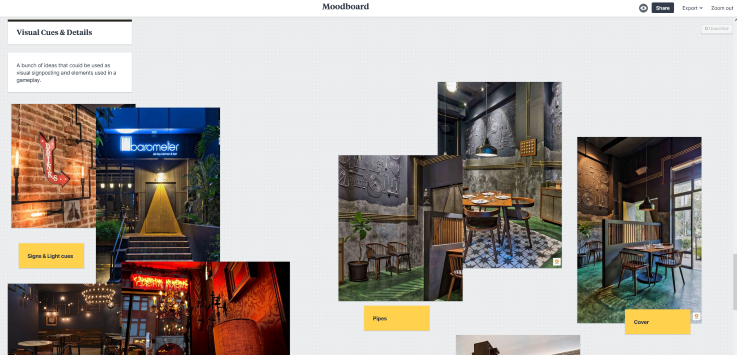 Moodboard
Share
Export
Zoom out
Visual Cues & Details
A bunch of ideas that could be used as
visual signposting and elements used in a
gameplay.
barometer
Signs & Light cues
Pipes
Cover